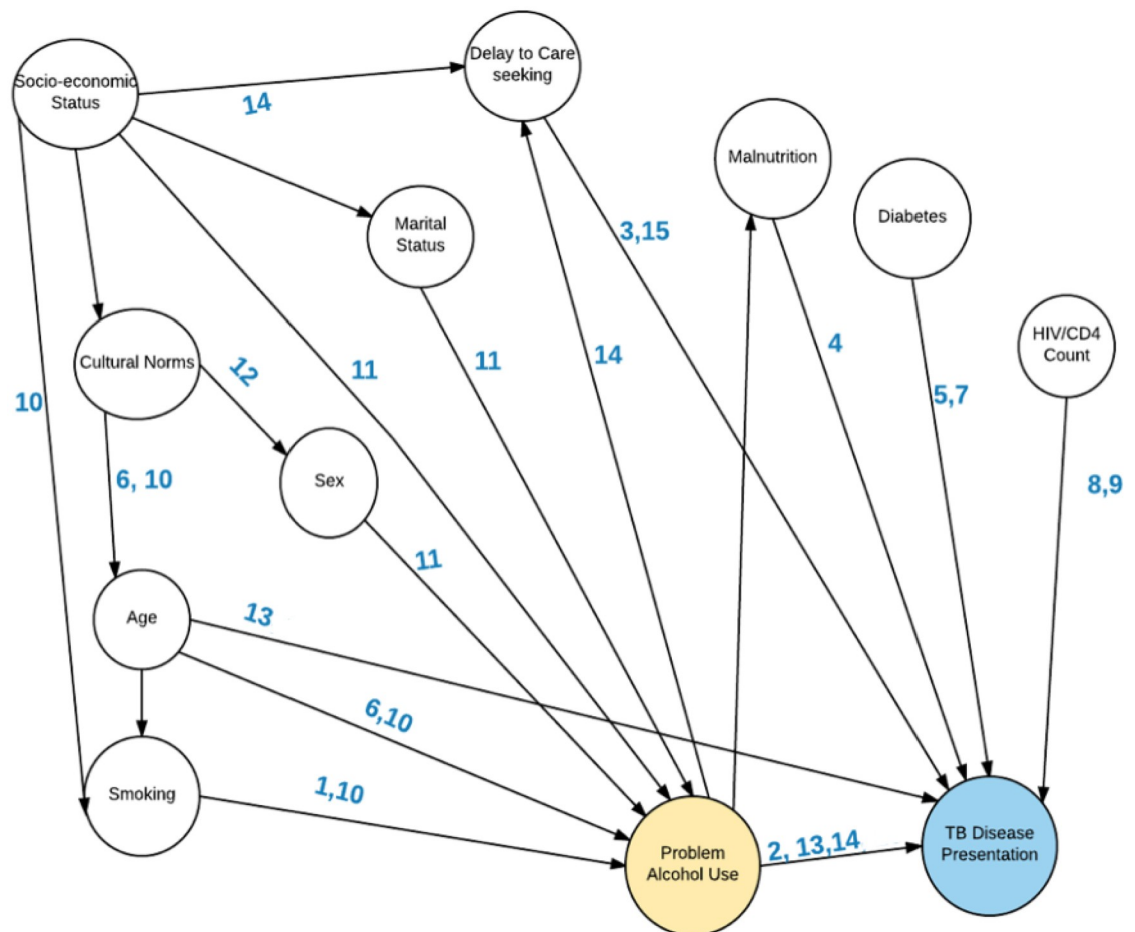 Delay to Care
seeking
Socio-economic
Status
14
Malnutrition
Diabetes
Marital
Status
3,15
HIV/CD4
Count
Cultural Norms
12
11
11
14
4
5,7
10
6, 10
Sex
8,9
11
Age
13
6,10
Smoking
1,10
Problem
Alcohol Use
2, 13,14
TB Disease
Presentation